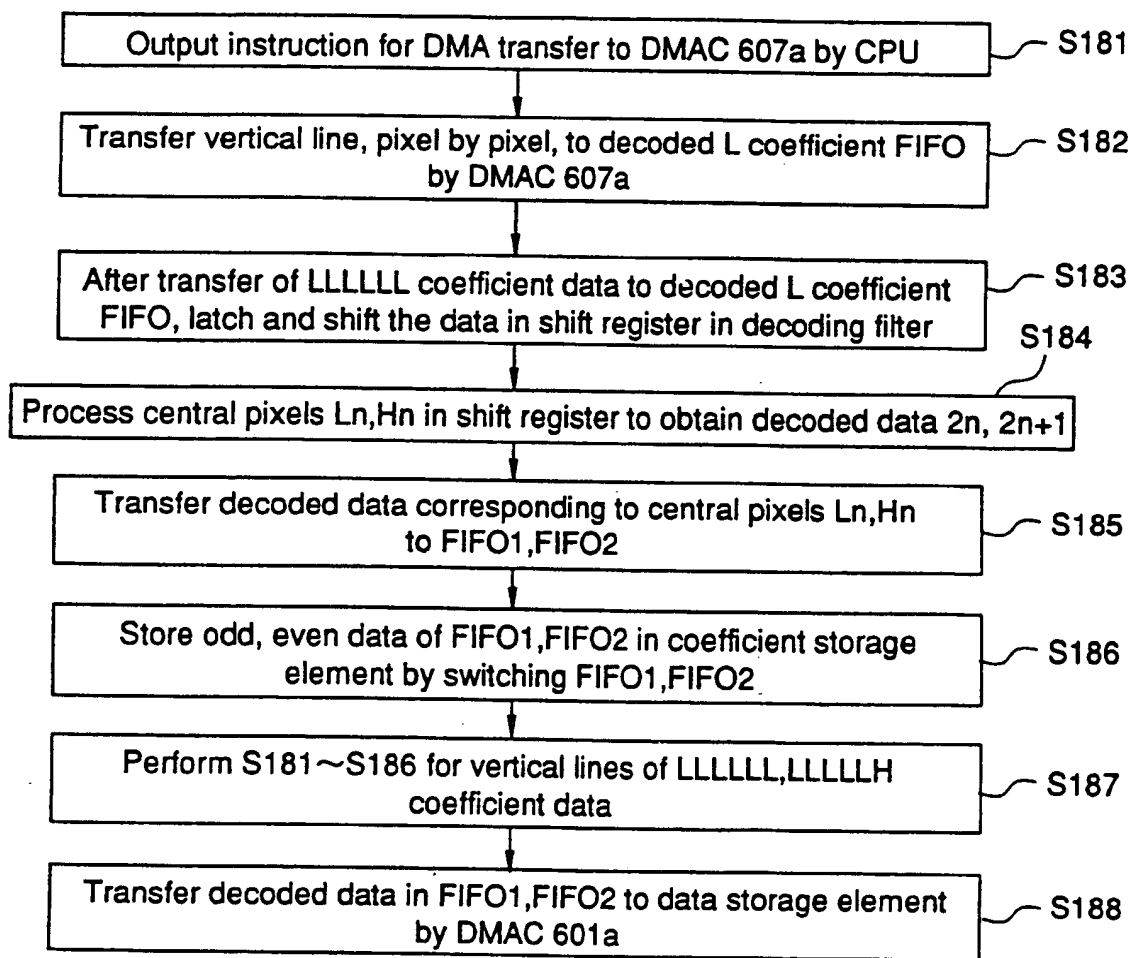 Output instruction for DMA transfer to DMAC 607a by CPU
S181
Transfer vertical line, pixel by pixel, to decoded L coefficient FIFO
by DMAC 607a
S182
After transfer of LLLLLL coefficient data to decoded L coefficient
FIFO, latch and shift the data in shift register in decoding filter
S183
S184
Process central pixels Ln,Hn in shift register to obtain decoded data 2n, 2n+1
Transfer decoded data corresponding to central pixels Ln,Hn
to FIFO1,FIFO2
S185
Store odd, even data of FIFO1,FIFO2 in coefficient storage
element by switching FIFO1,FIFO2
S186
Perform S181～S186 for vertical lines of LLLLLL,LLLLLH
coefficient data
S187
Transfer decoded data in FIFO1,FIFO2 to data storage element
by DMAC 601a
S188